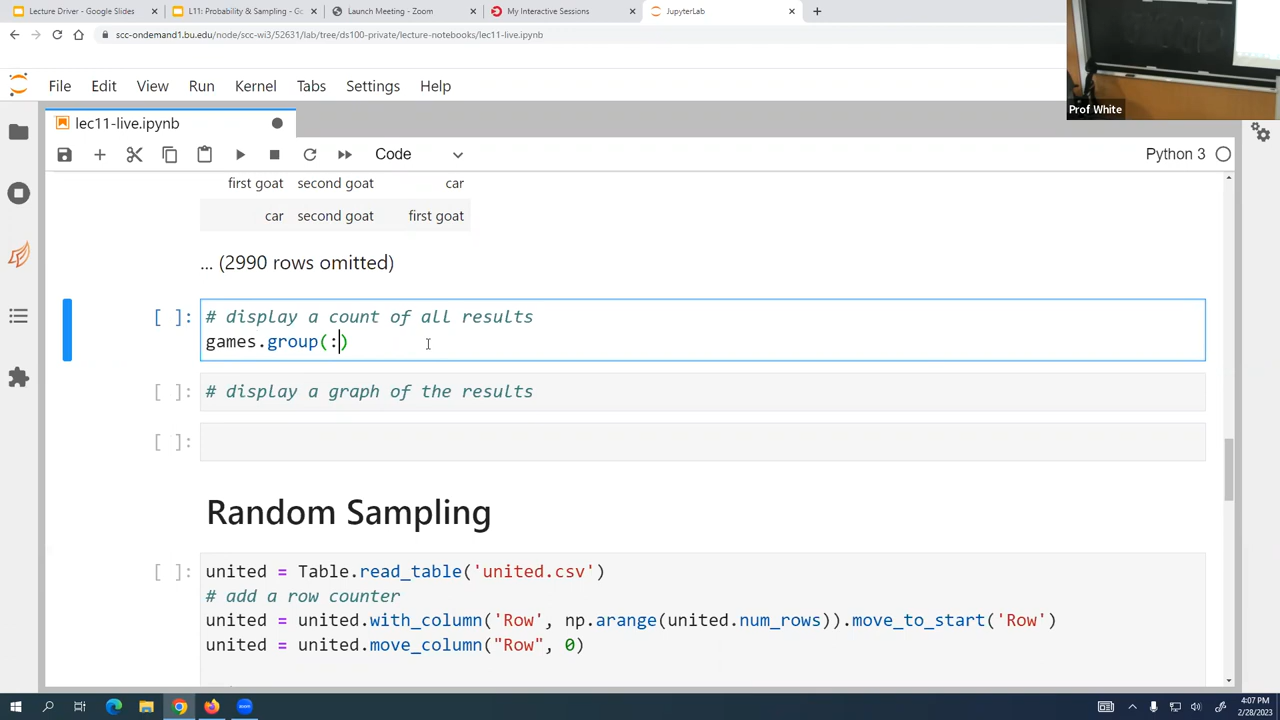 Lecture Driver - Google Slides
L11: Probability & Sampling - Go
Launch Meeting - Zoom
My Interactive Sessions
JupyterLab
scc-ondemand1.bu.edu/node/scc-wi3/52631/lab/tree/ds100-private/lecture-notebooks/lec11-live.ipynb
Prof White
File Edit View Run Kernel Tabs Settings Help
lec11-live.ipynb
Code
Python 3
first goat second goat car
car second goat first goat
... (2990 rows omitted)
[ ]: # display a count of all results
games.group(:)
[ ]: # display a graph of the results
[ ]:
Random Sampling
[ ]: united = Table.read_table('united.csv')
# add a row counter
united = united.with_column('Row', np.arange(united.num_rows)).move_to_start('Row')
united = united.move_column("Row", 0)
4:07 PM
2/28/2023